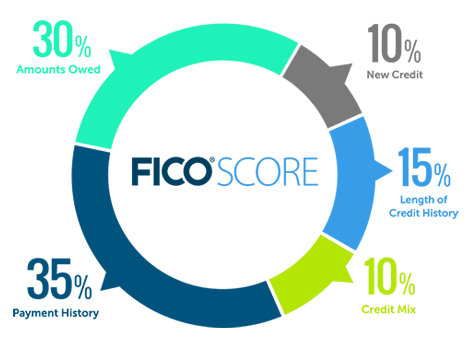 30%
Amounts Owed
10%
New Credit
FICO® SCORE
15%
Length of
Credit History
35%
Payment History
10%
Credit Mix